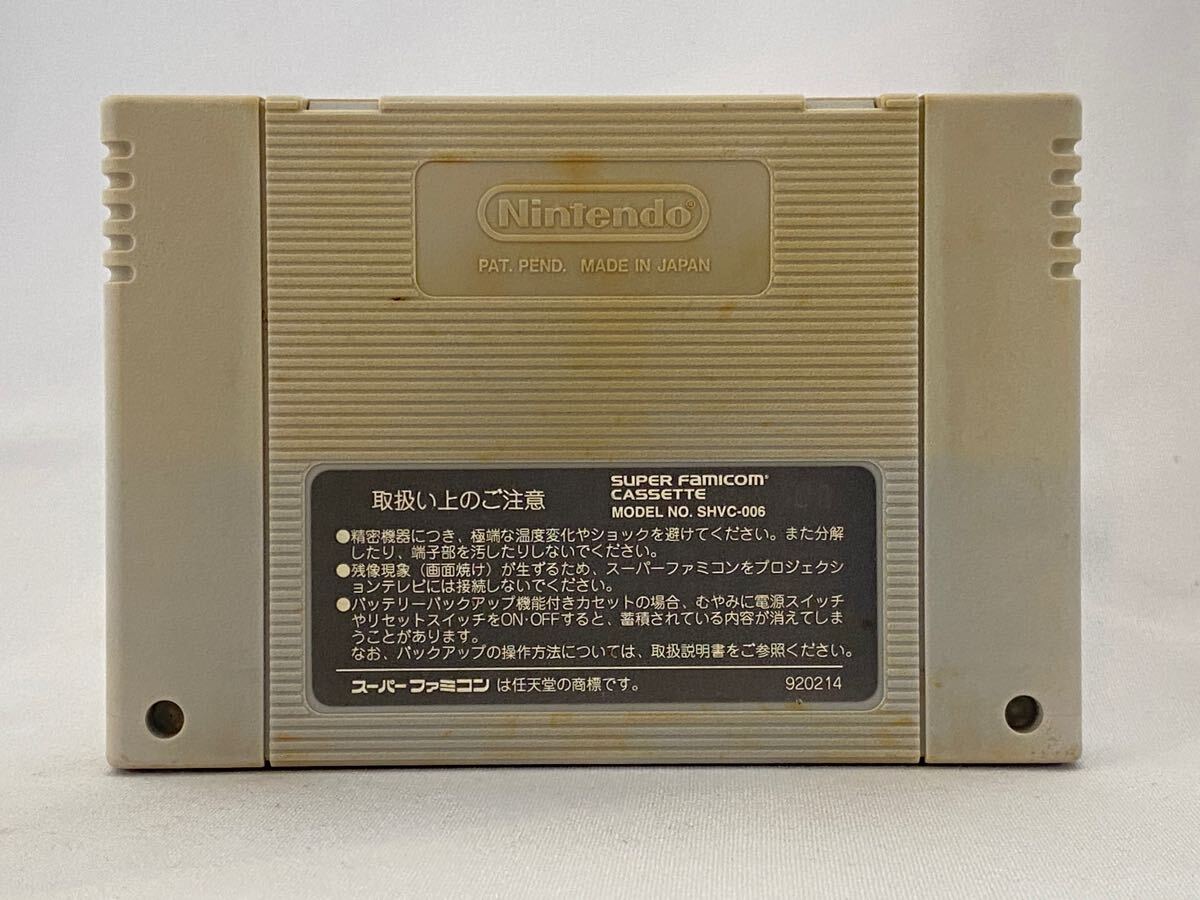 Nintendo®
PAT. PEND. MADE IN JAPAN
取扱い上のご注意
SUPER FAMICOM®
CASSETTE
MODEL NO. SHVC-006
●精密機器につき、極端な温度変化やショックを避けてください。また分解
したり、端子部を汚したりしないでください。
●残像現象（画面焼け）が生ずるため、スーパーファミコンをプロジェクシ
ョンテレビには接続しないでください。
●バッテリーバックアップ機能付きカセットの場合、むやみに電源スイッチ
やリセットスイッチをON・OFFすると、蓄積されている内容が消えてしま
うことがあります。
なお、バックアップの操作方法については、取扱説明書をご参照ください。
スーパーファミコンは任天堂の商標です。
920214